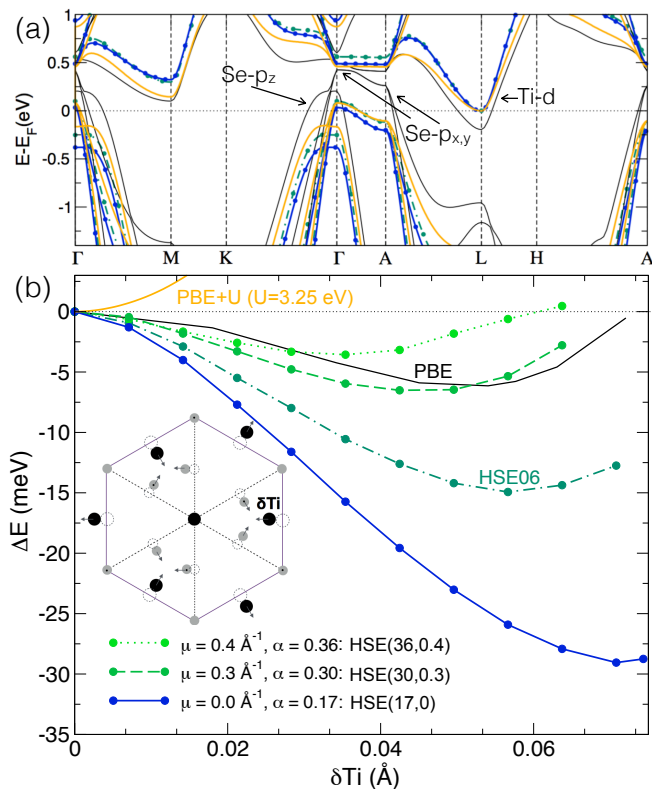 (a)
E-E_F(eV)
1
0.5
0
-0.5
1
Se-p_z
Se-p_x,y
Ti-d
Γ M K Γ A L H A
(b)
ΔE (meV)
0
-5
-10
-15
-20
-25
-30
-35
PBE+U (U=3.25 eV)
PBE
HSE06
δTi
μ = 0.4 Å⁻¹, α = 0.36: HSE(36,0.4)
μ = 0.3 Å⁻¹, α = 0.30: HSE(30,0.3)
μ = 0.0 Å⁻¹, α = 0.17: HSE(17,0)
0 0.02 0.04 0.06
δTi (Å)